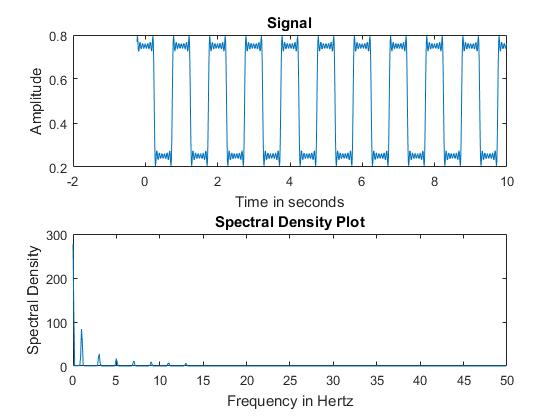 Signal
0.8
0.6
0.4
0.2
Amplitude
-2 0 2 4 6 8 10
Time in seconds
Spectral Density Plot
300
200
100
0
Spectral Density
0 5 10 15 20 25 30 35 40 45 50
Frequency in Hertz